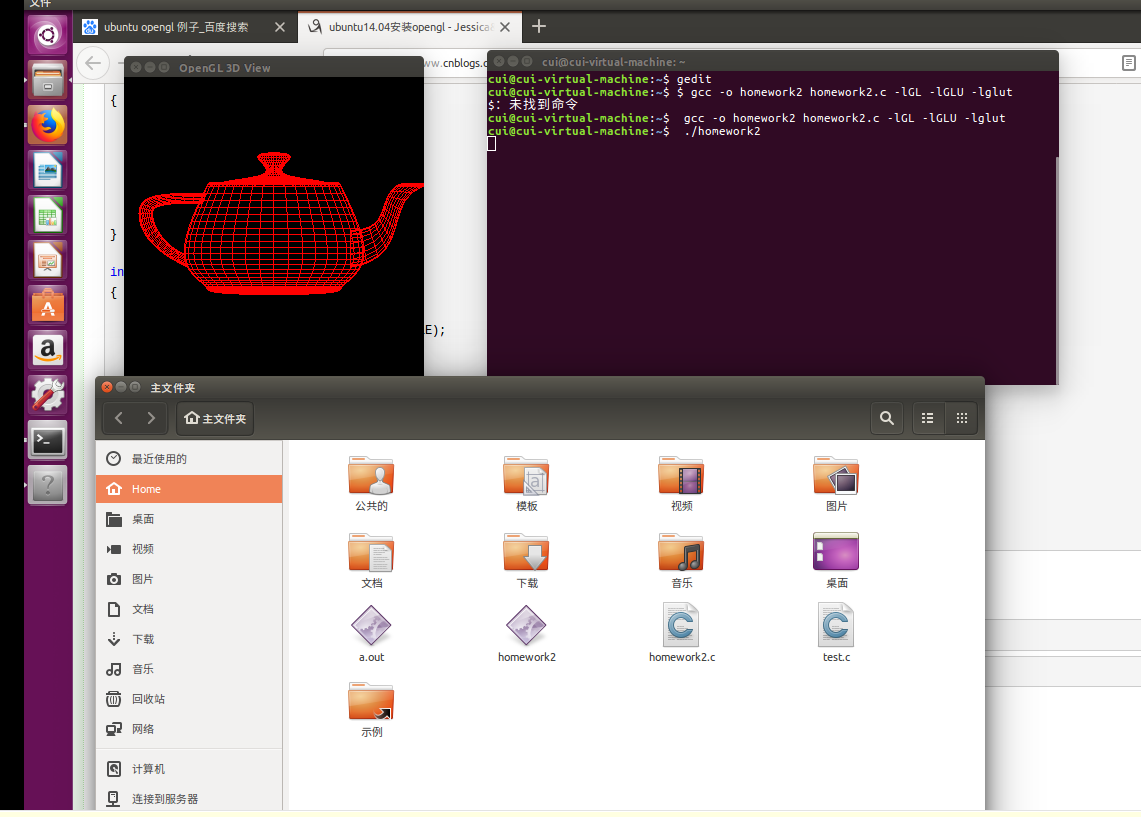 文件
ubuntu opengl 例子_百度搜索
ubuntu14.04安装opengl - Jessica
www.cnblogs.c
OpenGL 3D View
{
}
in
{
E);
cui@cui-virtual-machine: ~
cui@cui-virtual-machine:~$ gedit
cui@cui-virtual-machine:~$ $ gcc -o homework2 homework2.c -lGL -lGLU -lglut
$: 未找到命令
cui@cui-virtual-machine:~$  gcc -o homework2 homework2.c -lGL -lGLU -lglut
cui@cui-virtual-machine:~$  ./homework2
主文件夹
主文件夹
最近使用的
Home
桌面
视频
图片
文档
下载
音乐
回收站
网络
计算机
连接到服务器
公共的
模板
视频
图片
文档
下载
音乐
桌面
a.out
homework2
homework2.c
test.c
示例